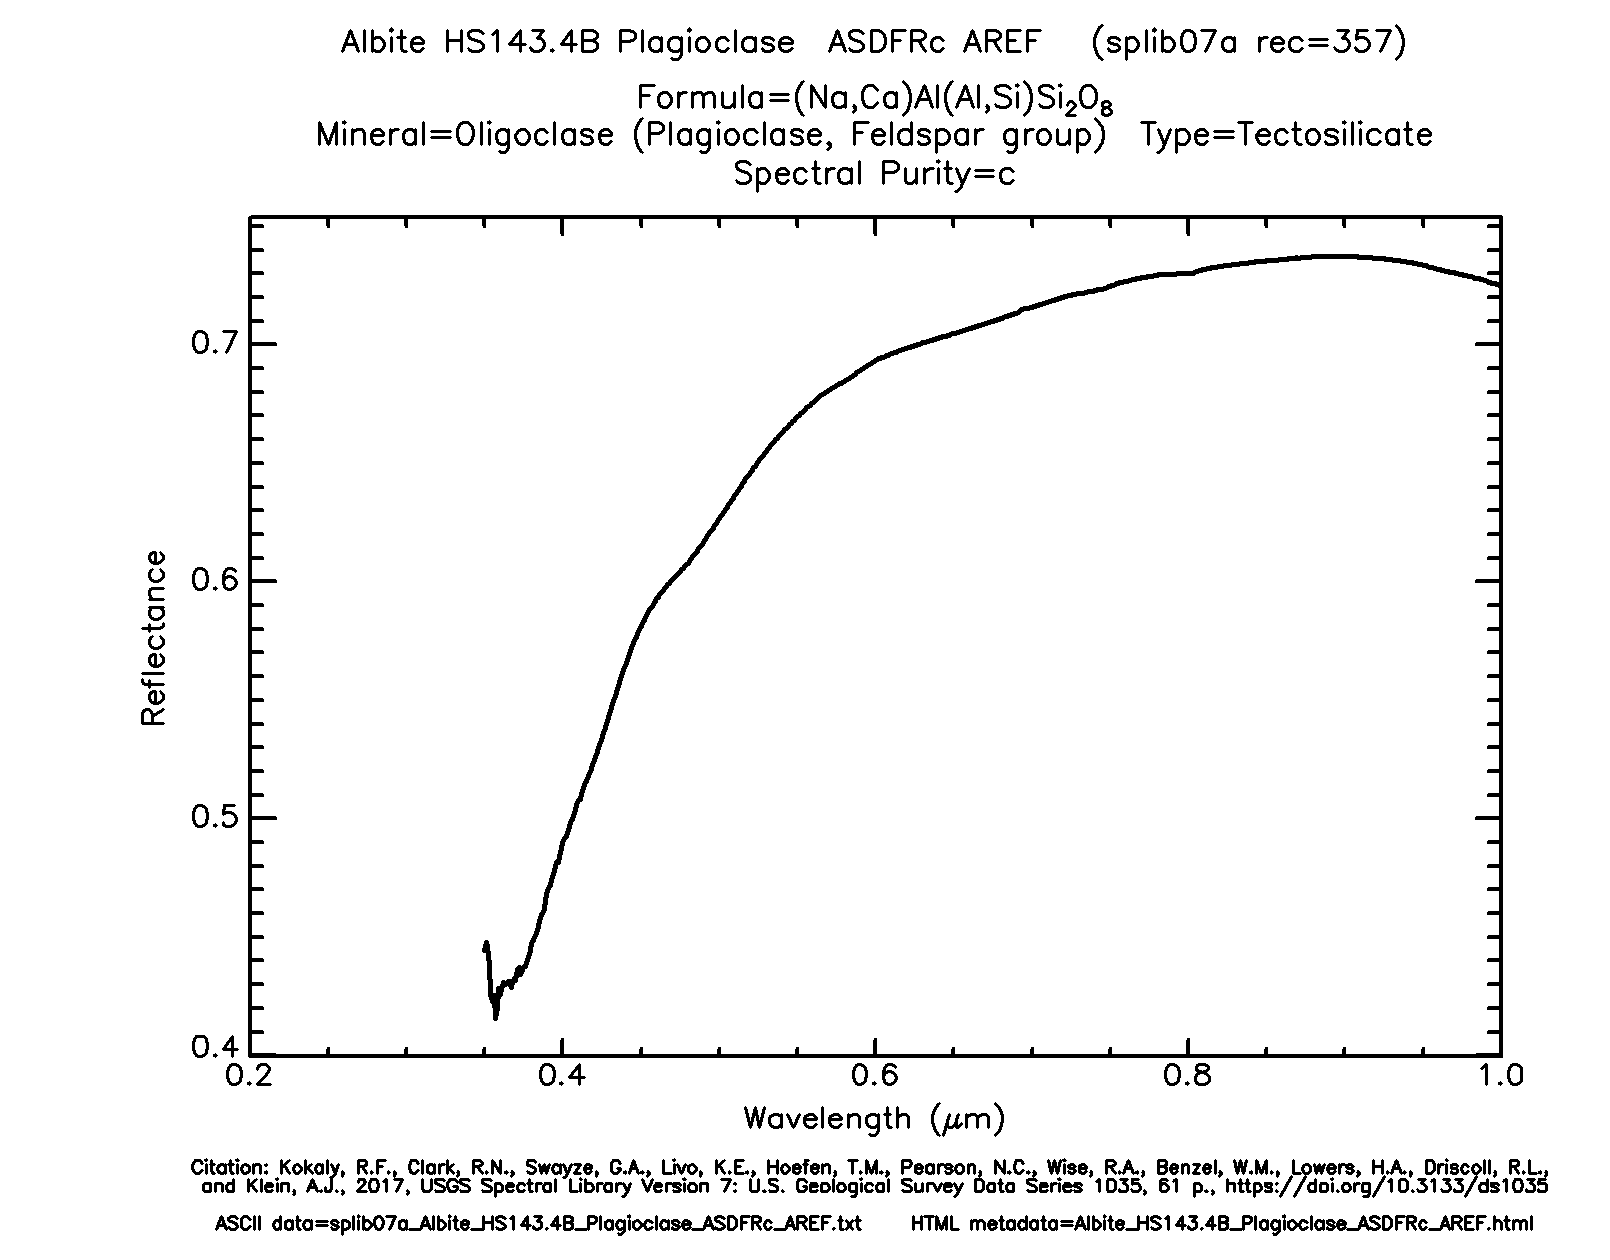 Albite HS143.4B Plagioclase ASDFRc AREF (splib07a rec=357)
Formula=(Na,Ca)Al(Al,Si)Si₂O₈
Mineral=Oligoclase (Plagioclase, Feldspar group) Type=Tectosilicate
Spectral Purity=c
0.7
0.6
0.5
0.4
Reflectance
0.2 0.4 0.6 0.8 1.0
Wavelength (μm)
Citation: Kokaly, R.F., Clark, R.N., Swayze, G.A., Livo, K.E., Hoefen, T.M., Pearson, N.C., Wise, R.A., Benzel, W.M., Lowers, H.A., Driscoll, R.L.,
and Klein, A.J., 2017, USGS Spectral Library Version 7: U.S. Geological Survey Data Series 1035, 61 p., https://doi.org/10.3133/ds1035
ASCII data=splib07a_Albite_HS143.4B_Plagioclase_ASDFRc_AREF.txt HTML metadata=Albite_HS143.4B_Plagioclase_ASDFRc_AREF.html